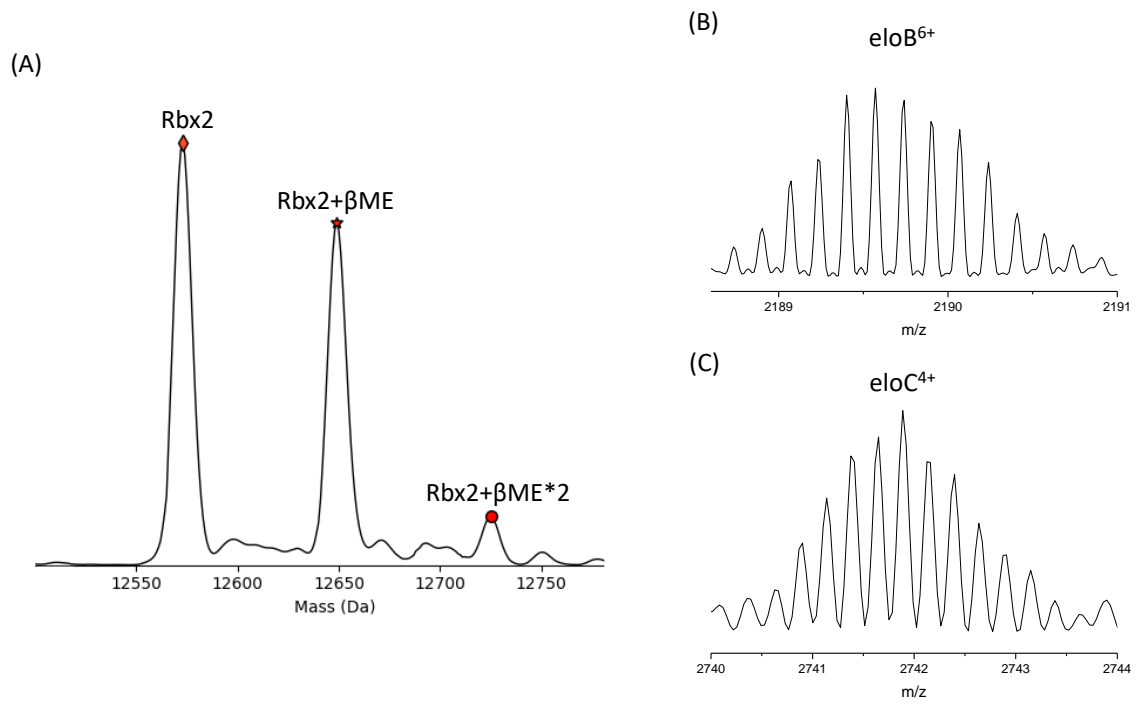 (A)
Rbx2
Rbx2+βME
Rbx2+βME*2
12550 12600 12650 12700 12750
Mass (Da)
(B)
eloB6+
2189 2190 2191
m/z
(C)
eloC4+
2740 2741 2742 2743 2744
m/z